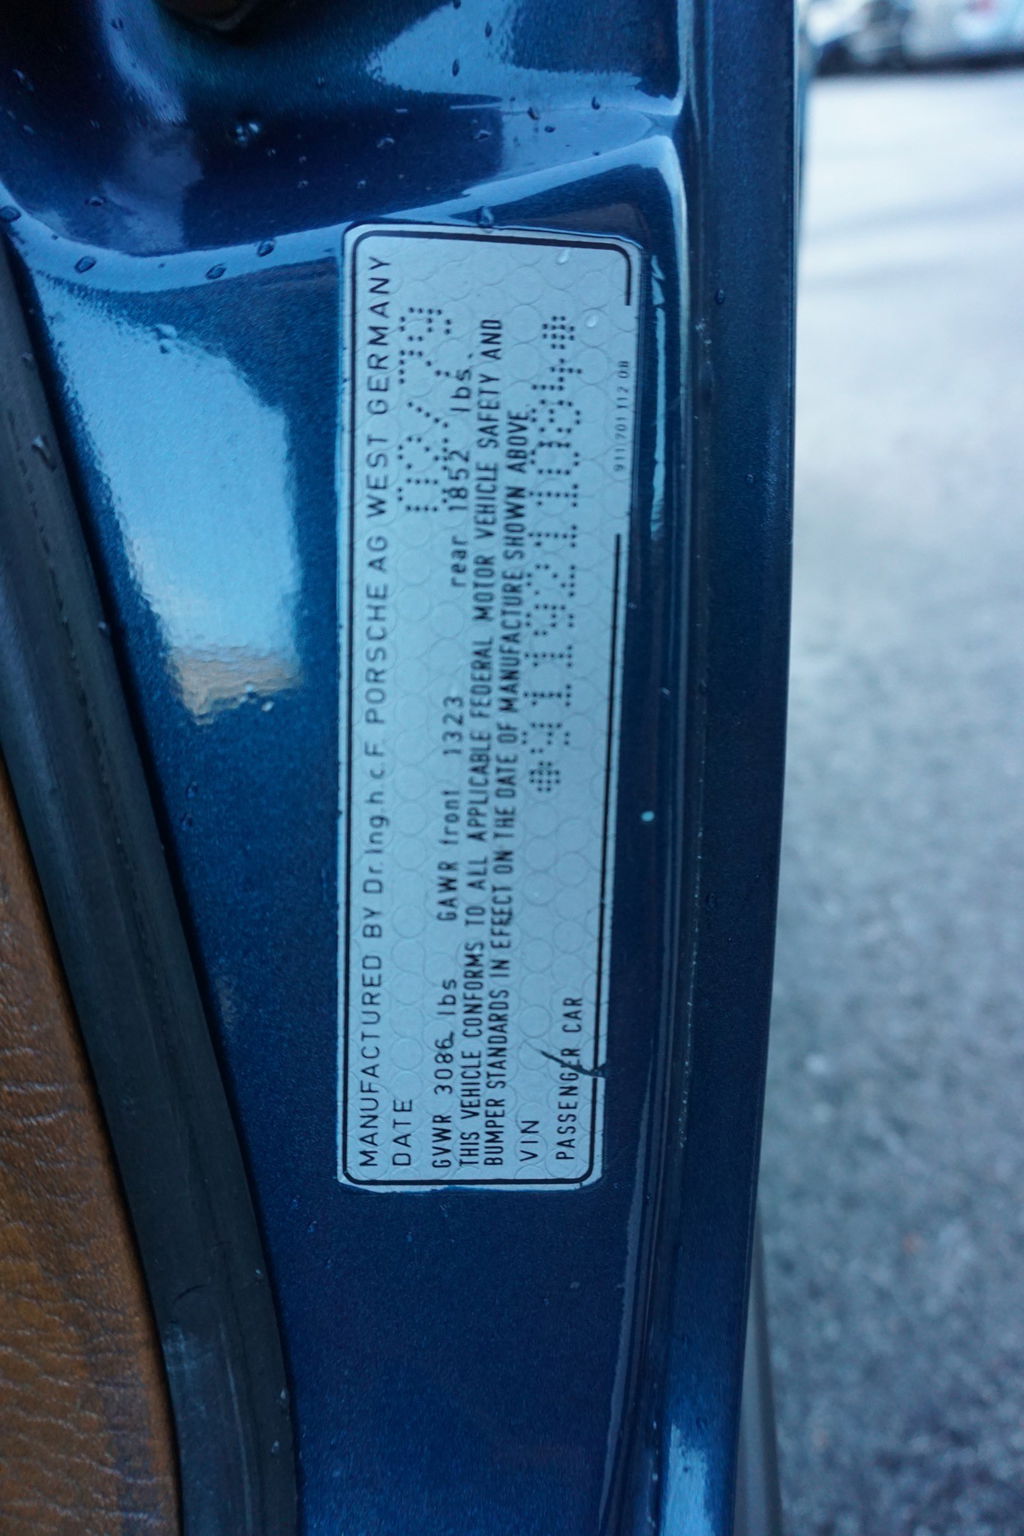 MANUFACTURED BY Dr.Ing.h.c.F. PORSCHE AG WEST GERMANY
DATE 02/79
GVWR 3086 lbs GAWR front 1323 rear 1852 lbs.
THIS VEHICLE CONFORMS TO ALL APPLICABLE FEDERAL MOTOR VEHICLE SAFETY AND
BUMPER STANDARDS IN EFFECT ON THE DATE OF MANUFACTURE SHOWN ABOVE.
VIN
PASSENGER CAR
911 701 112 08